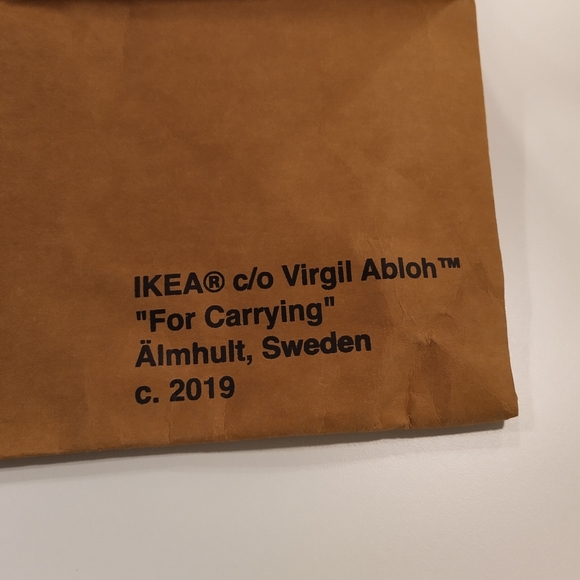 IKEA® c/o Virgil Abloh™
"For Carrying"
Älmhult, Sweden
c. 2019